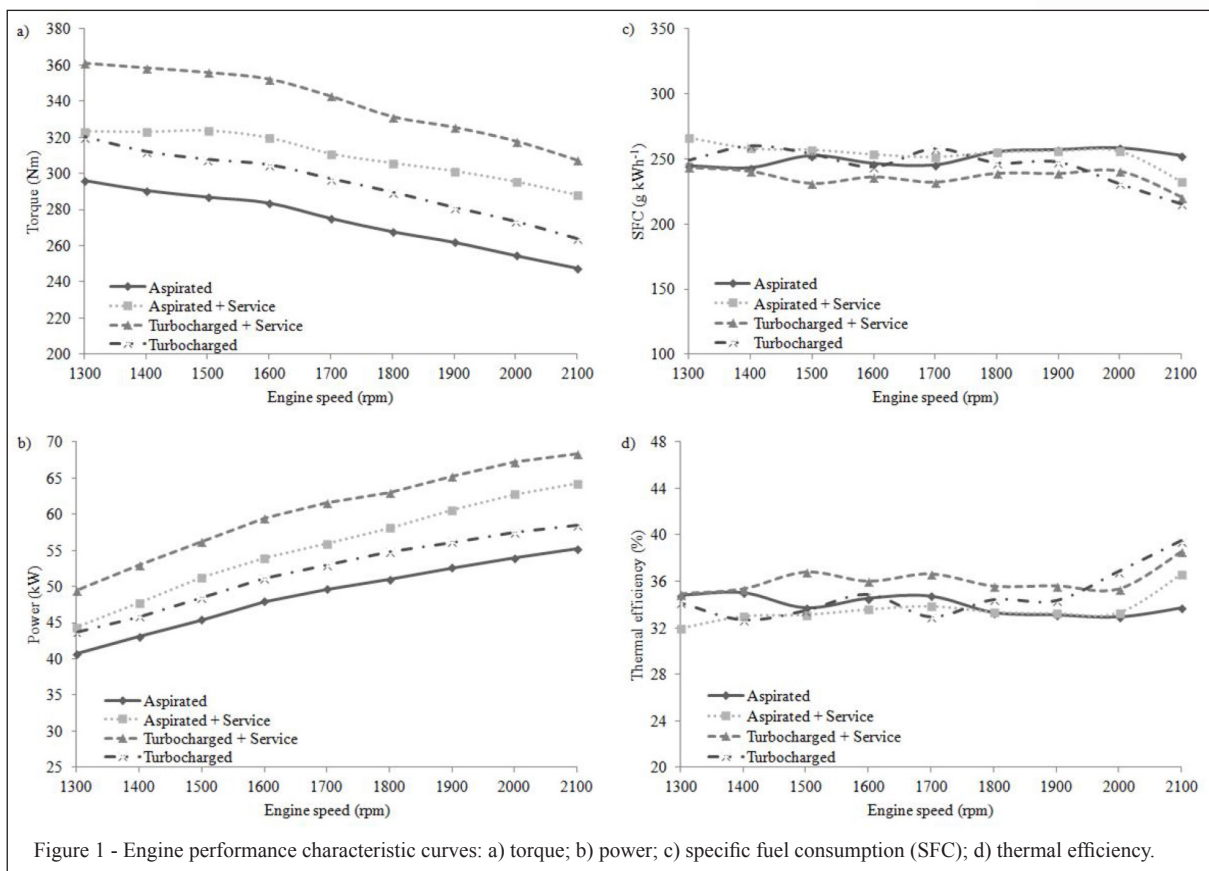 a)
380
360
340
320
300
280
260
240
220
200
Torque (Nm)
Aspirated
Aspirated + Service
Turbocharged + Service
Turbocharged
1300 1400 1500 1600 1700 1800 1900 2000 2100
Engine speed (rpm)
c)
350
300
250
200
150
100
SFC (g kWh-1)
Aspirated
Aspirated + Service
Turbocharged + Service
Turbocharged
1300 1400 1500 1600 1700 1800 1900 2000 2100
Engine speed (rpm)
b)
70
65
60
55
50
45
40
35
30
25
Power (kW)
Aspirated
Aspirated + Service
Turbocharged + Service
Turbocharged
1300 1400 1500 1600 1700 1800 1900 2000 2100
Engine speed (rpm)
d)
48
44
40
36
32
28
24
20
Thermal efficiency (%)
Aspirated
Aspirated + Service
Turbocharged + Service
Turbocharged
1300 1400 1500 1600 1700 1800 1900 2000 2100
Engine speed (rpm)
Figure 1 - Engine performance characteristic curves: a) torque; b) power; c) specific fuel consumption (SFC); d) thermal efficiency.